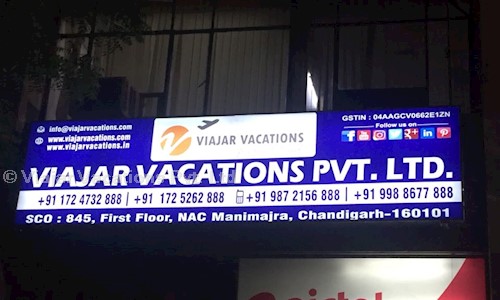 info@viajarvacations.com
www.viajarvacations.com
www.viajarvacations.in
VIAJAR VACATIONS
GSTIN : 04AAGCV0662E1ZN
Follow us on
VIAJAR VACATIONS PVT. LTD.
+91 172 4732 888 | +91 172 5262 888 | +91 987 2156 888 | +91 998 8677 888
SCO : 845, First Floor, NAC Manimajra, Chandigarh-160101